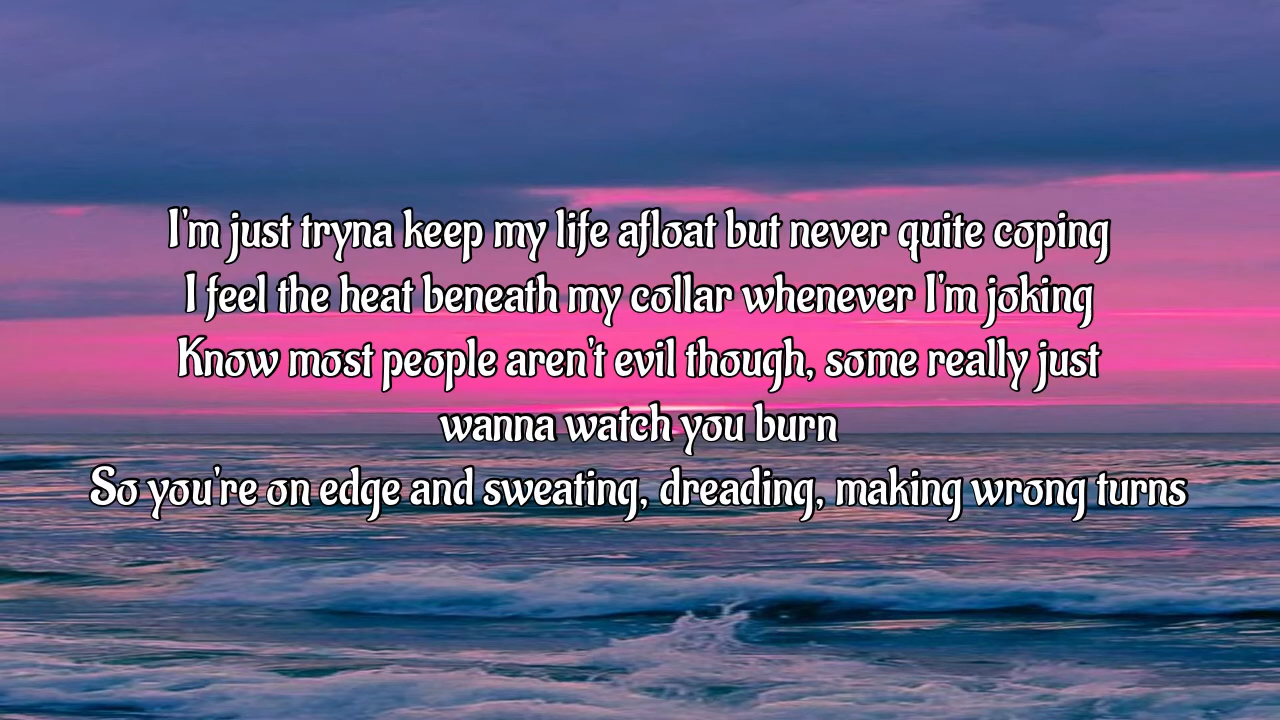 I'm just tryna keep my life afloat but never quite coping
I feel the heat beneath my collar whenever I'm joking
Know most people aren't evil though, some really just
wanna watch you burn
So you're on edge and sweating, dreading, making wrong turns